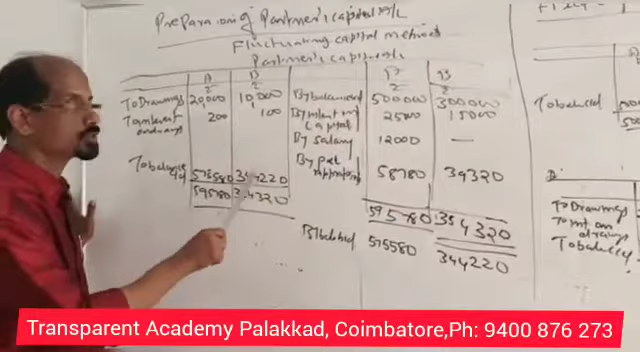 Preparation of Partner's capital A/c
Fluctuating capital method
Partner's capital A/c
To Drawings 20,000 10,000 By balance b/d 500000 300000
To interest on drawings 200 100 By interest on capital 25000 15000
By salary 12000 —
To balance c/d 575580 344220 By P&L appropriation 58780 39320
595780 354320 595780 354320
By balance b/d 575580 344220
To balance c/d
To Drawings
To int on drawings
To balance c/d
Transparent Academy Palakkad, Coimbatore,Ph: 9400 876 273